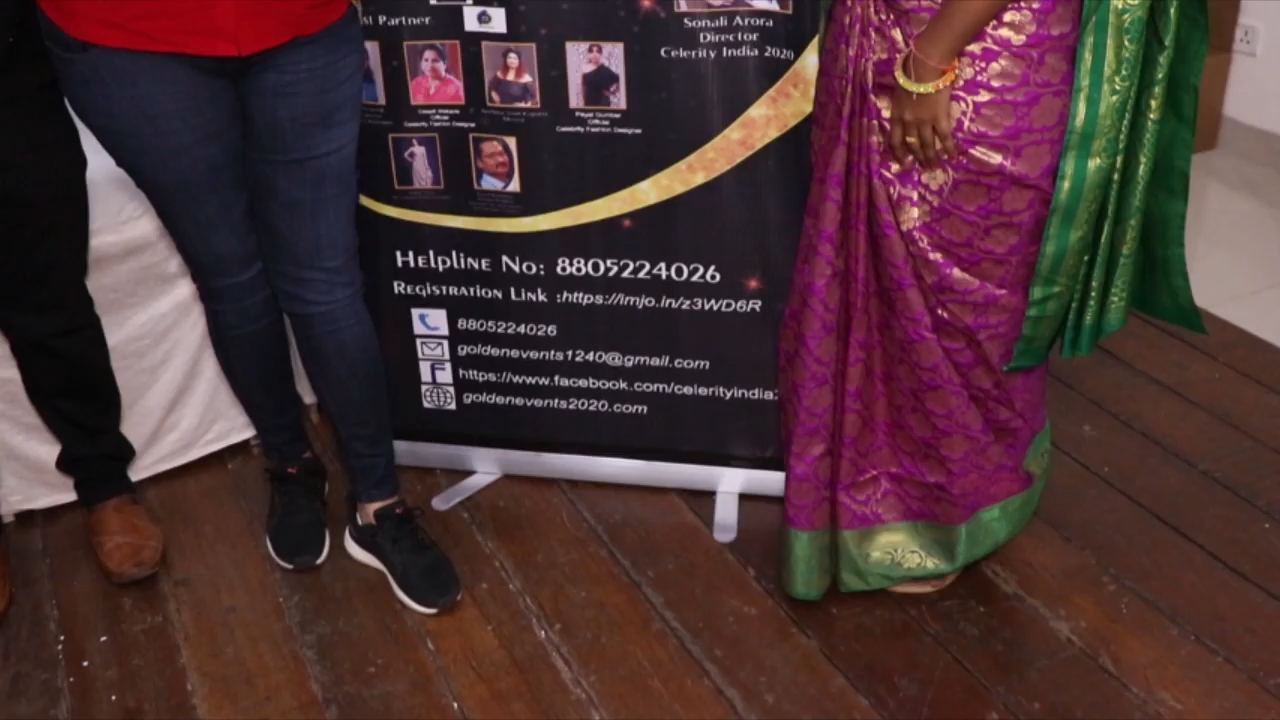 st Partner
Sonali Arora
Director
Celerity India 2020
Official
Celebrity Fashion Designer
Payal Gumber
Official
Celebrity Fashion Designer
Helpline No: 8805224026
Registration Link :https://imjo.in/z3WD6R
8805224026
goldenevents1240@gmail.com
https://www.facebook.com/celerityindia
goldenevents2020.com